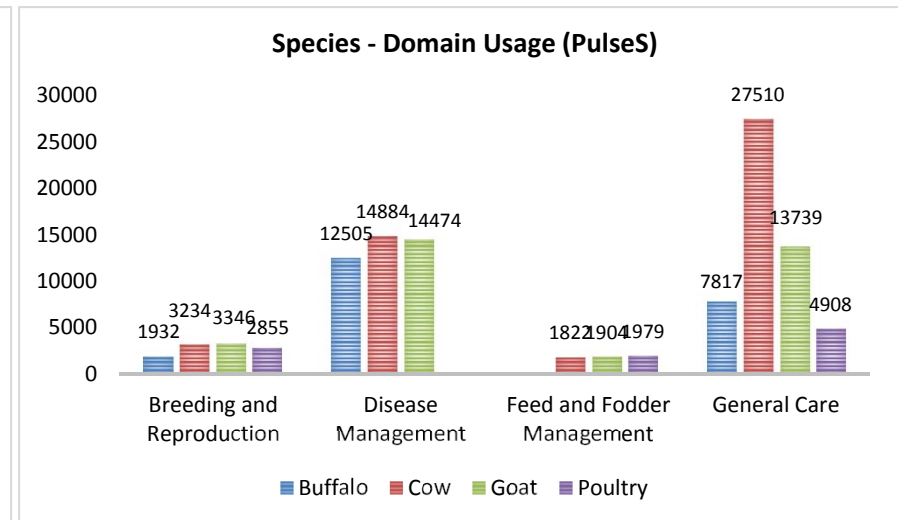 Species - Domain Usage (PulseS)
30000
25000
20000
15000
10000
5000
0
1932
3234
3346
2855
12505
14884
14474
1822
1904
1979
7817
27510
13739
4908
Breeding and
Reproduction
Disease
Management
Feed and Fodder
Management
General Care
Buffalo Cow Goat Poultry